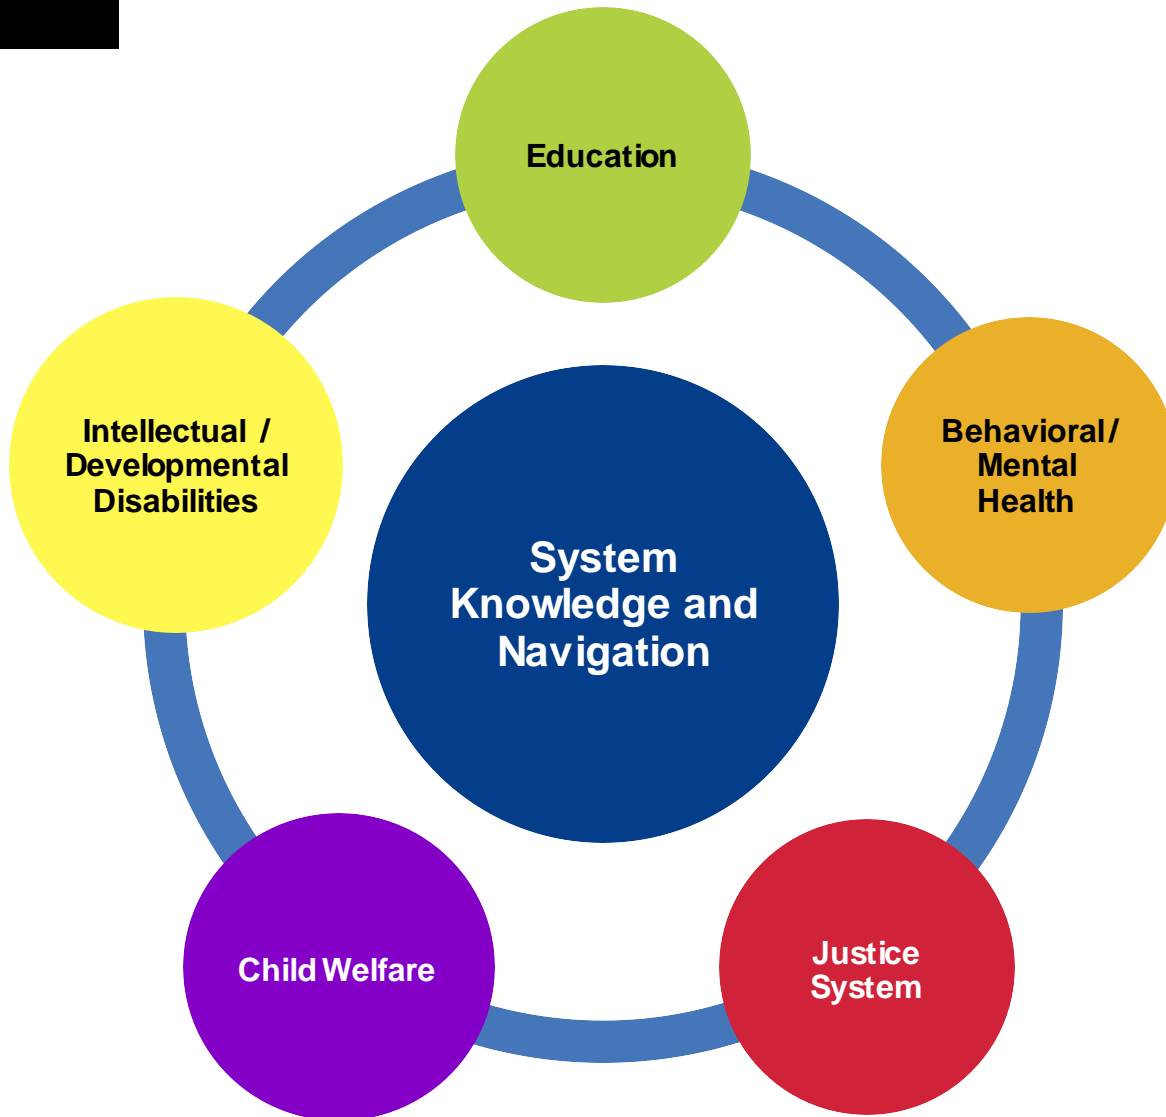 Education
Behavioral/
Mental
Health
Justice
System
Child Welfare
Intellectual /
Developmental
Disabilities
System
Knowledge and
Navigation